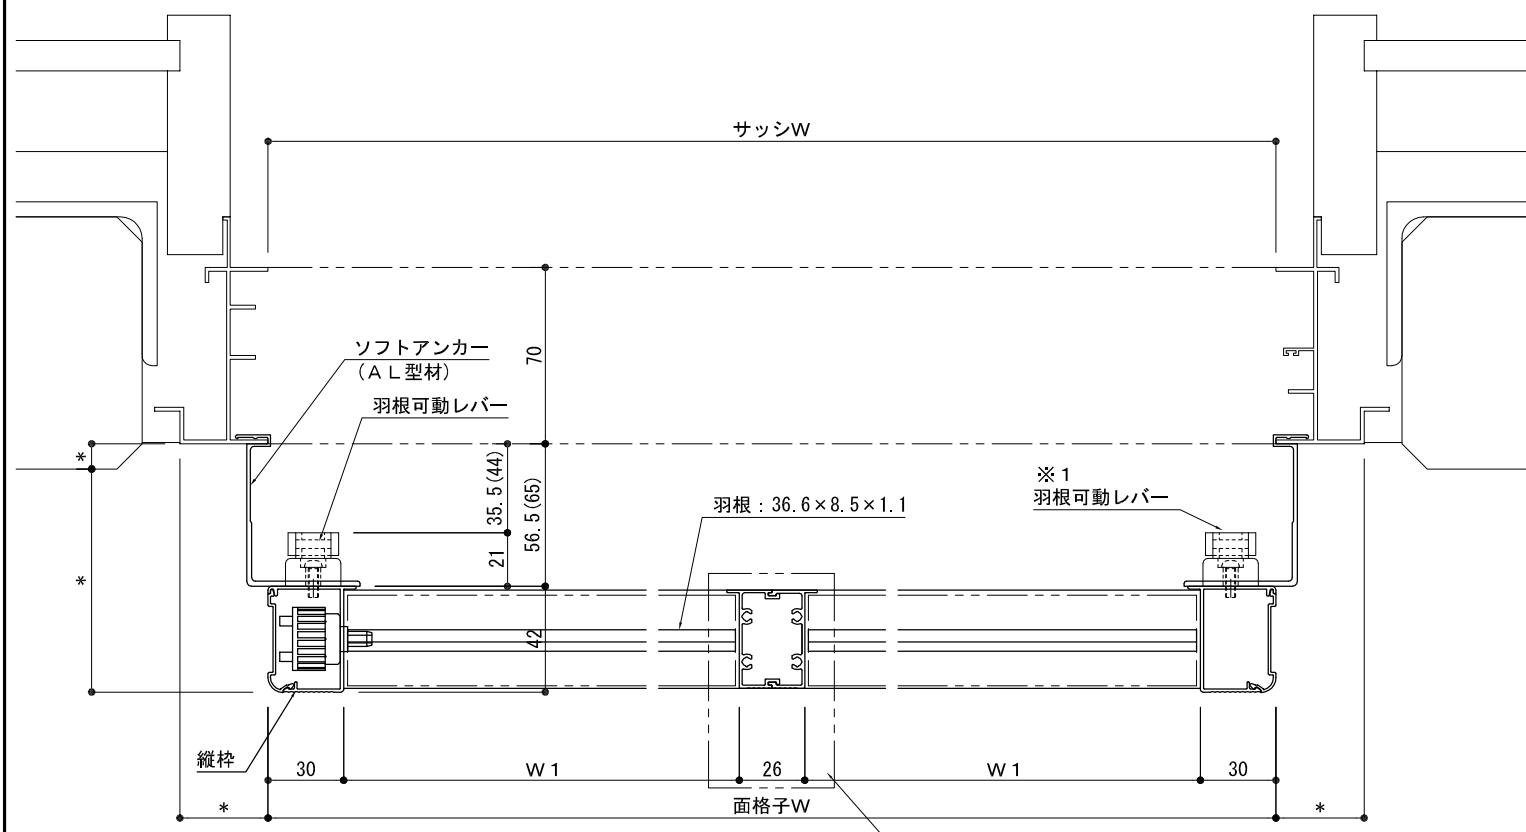 サッシW
ソフトアンカー
(AL型材)
70
羽根可動レバー
*
35.5(44)
56.5(65)
※1
羽根可動レバー
羽根:36.6×8.5×1.1
21
*
42
縦枠
30
W1
26
W1
30
*
面格子W
*